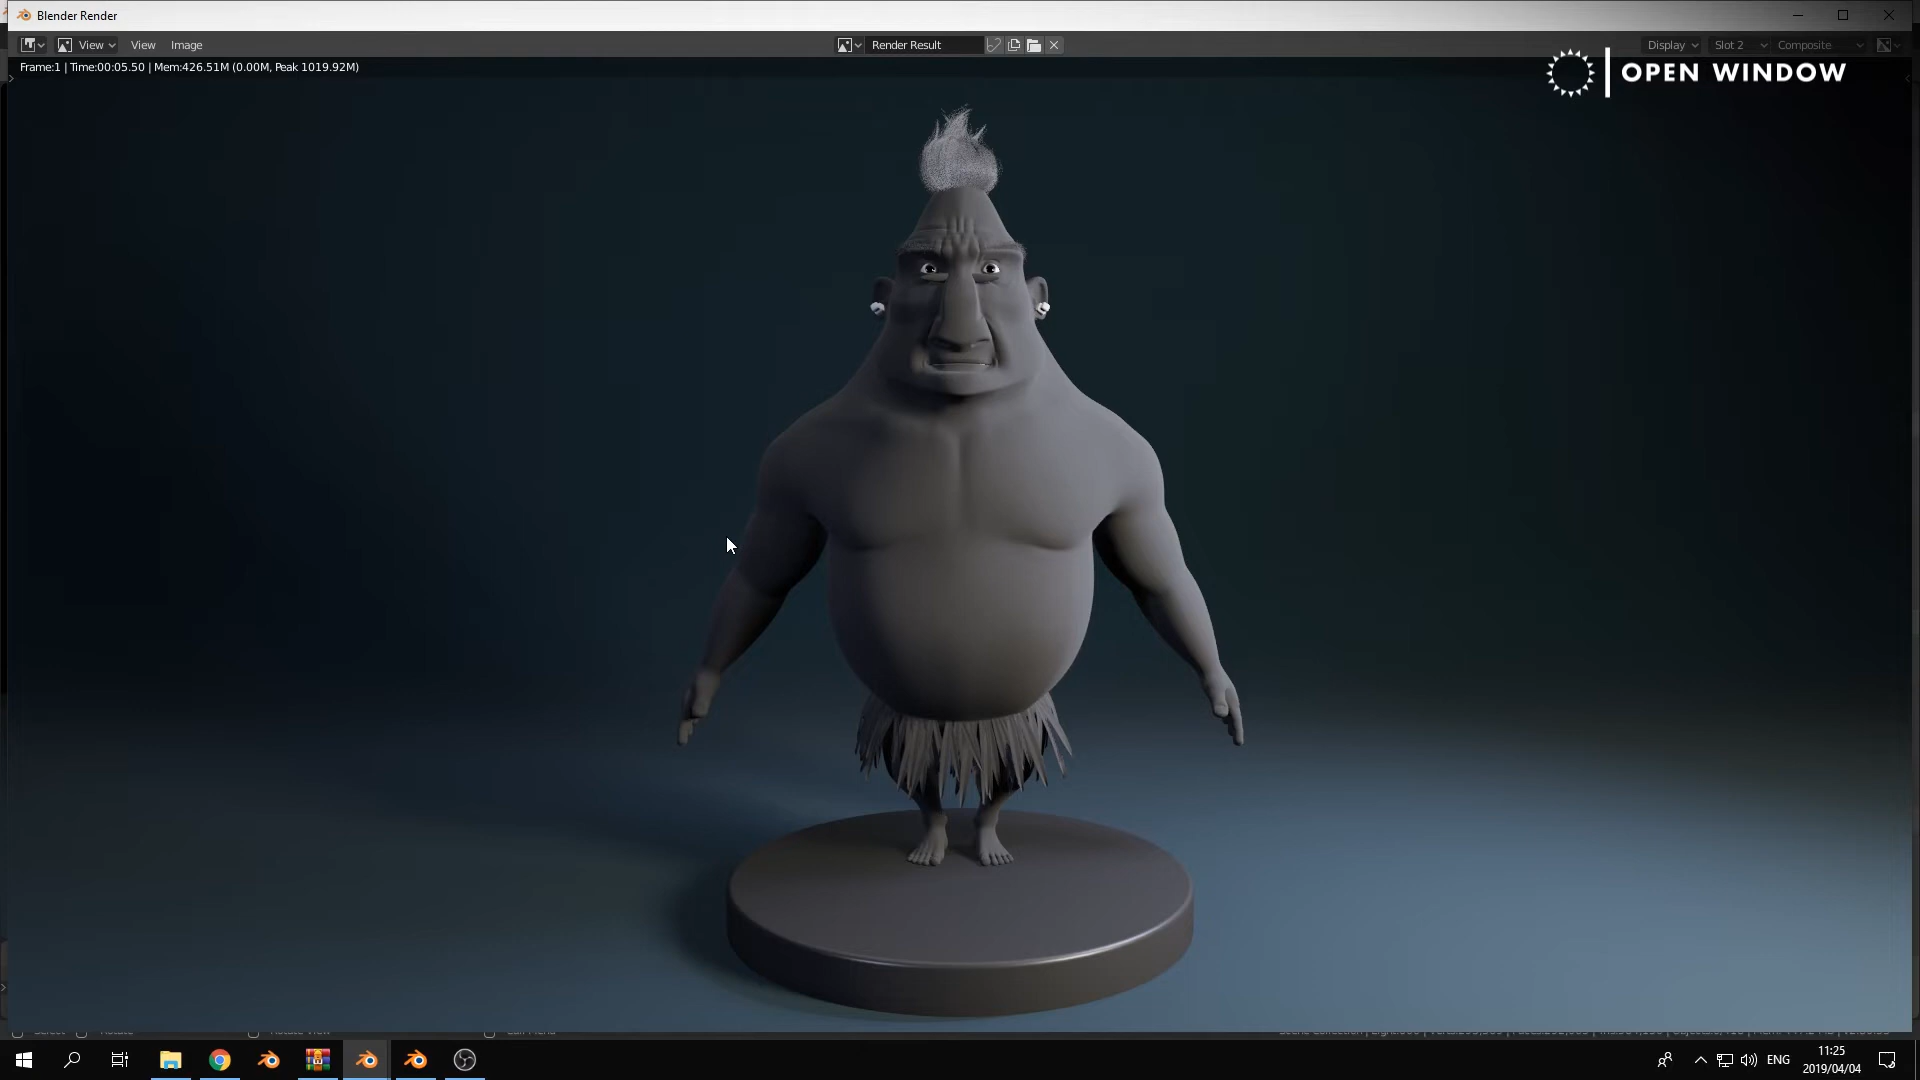 Blender Render
View View Image Render Result Display Slot 2 Composite
Frame:1 | Time:00:05.50 | Mem:426.51M (0.00M, Peak 1019.92M)
OPEN WINDOW
ENG
11:25
2019/04/04